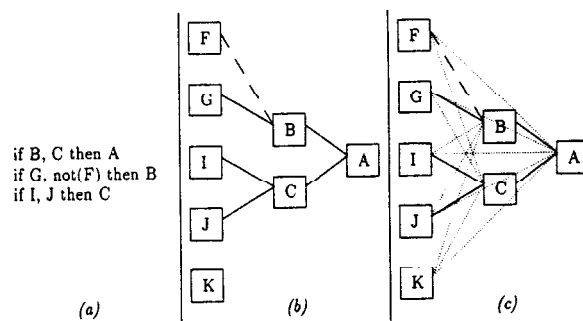 if B, C then A
if G, not(F) then B
if I, J then C
(a)
F
G
B
I
A
C
J
K
(b)
F
G
B
I
A
C
J
K
(c)